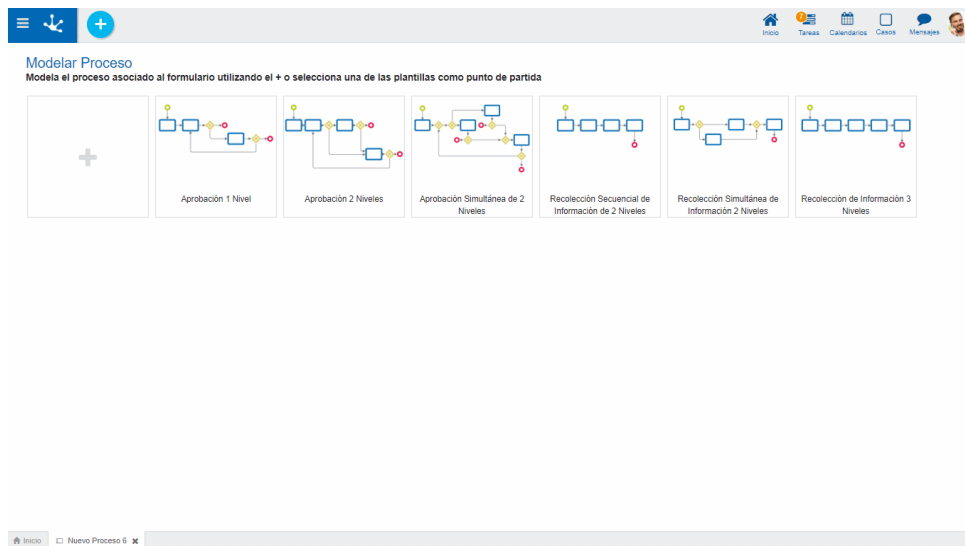 7
Inicio
Tareas
Calendarios
Casos
Mensajes
Modelar Proceso
Modela el proceso asociado al formulario utilizando el + o selecciona una de las plantillas como punto de partida
Aprobación 1 Nivel
Aprobación 2 Niveles
Aprobación Simultánea de 2
Niveles
Recolección Secuencial de
Información de 2 Niveles
Recolección Simultánea de
Información 2 Niveles
Recolección de Información 3
Niveles
Inicio
Nuevo Proceso 6